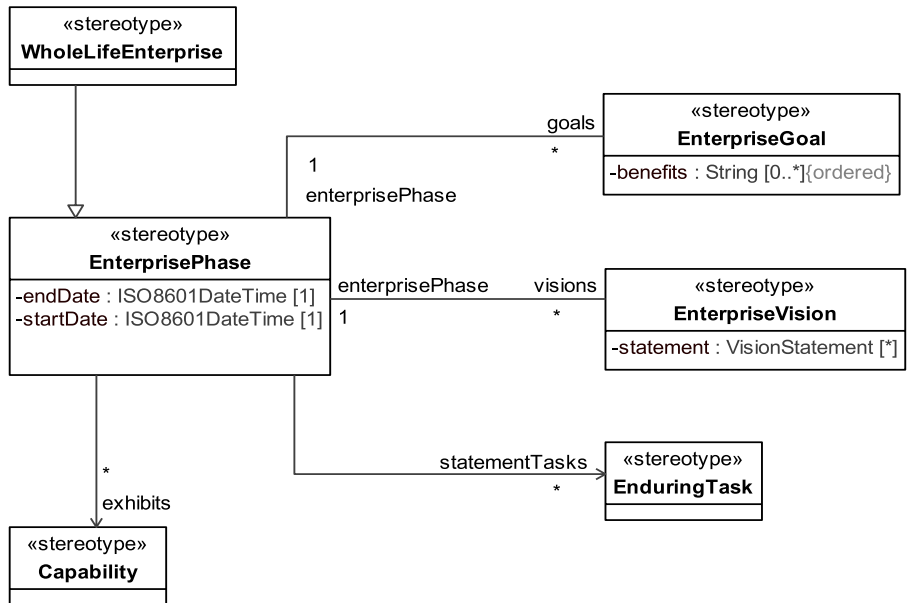 «stereotype»
WholeLifeEnterprise
goals
*
«stereotype»
EnterpriseGoal
-benefits : String [0..*]{ordered}
1
enterprisePhase
«stereotype»
EnterprisePhase
-endDate : ISO8601DateTime [1]
-startDate : ISO8601DateTime [1]
enterprisePhase
1
visions
*
«stereotype»
EnterpriseVision
-statement : VisionStatement [*]
statementTasks
*
«stereotype»
EnduringTask
*
exhibits
«stereotype»
Capability